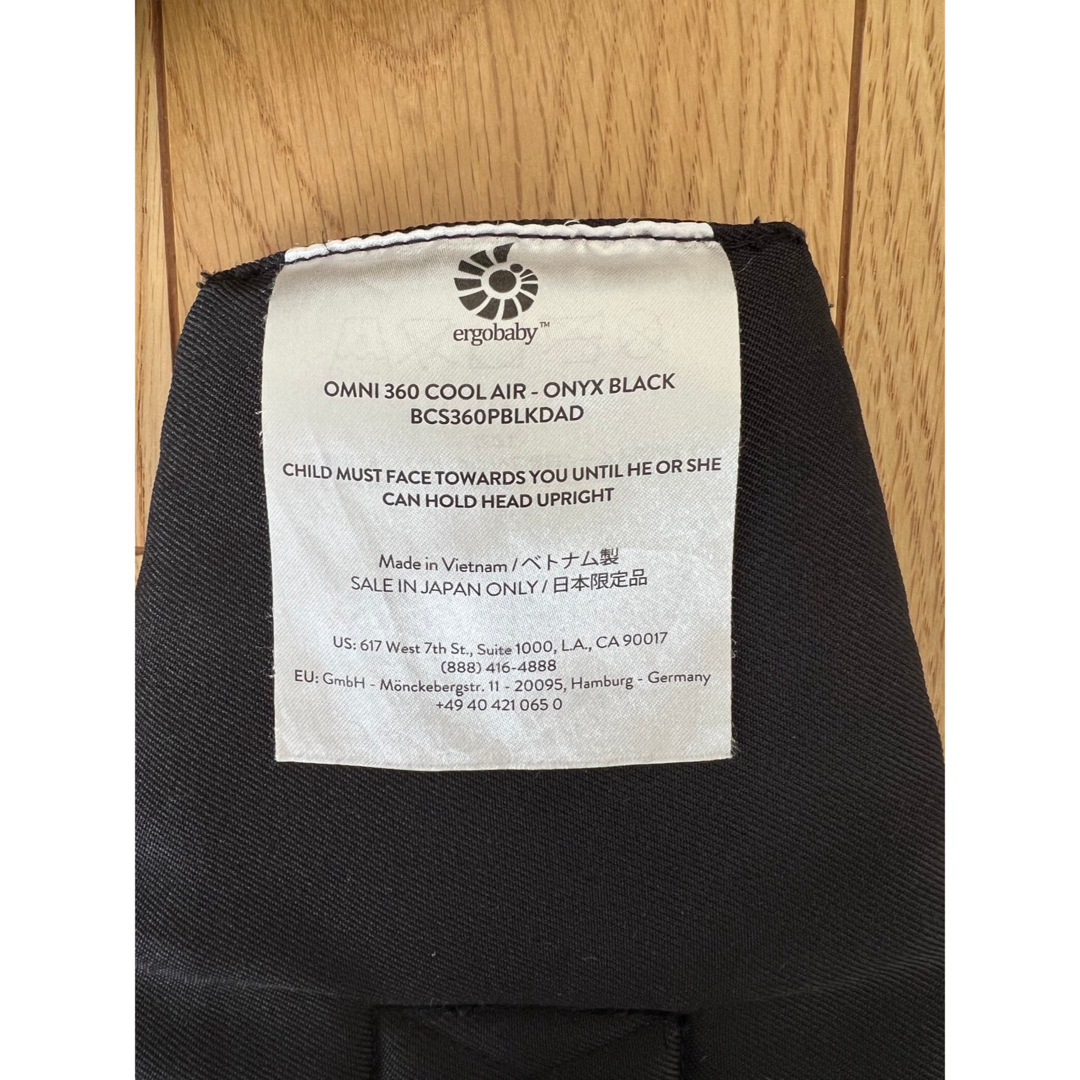 ergobaby™
OMNI 360 COOL AIR - ONYX BLACK
BCS360PBLKDAD
CHILD MUST FACE TOWARDS YOU UNTIL HE OR SHE
CAN HOLD HEAD UPRIGHT
Made in Vietnam / ベトナム製
SALE IN JAPAN ONLY / 日本限定品
US: 617 West 7th St., Suite 1000, L.A., CA 90017
(888) 416-4888
EU: GmbH - Mönckebergstr. 11 - 20095, Hamburg - Germany
+49 40 421 065 0